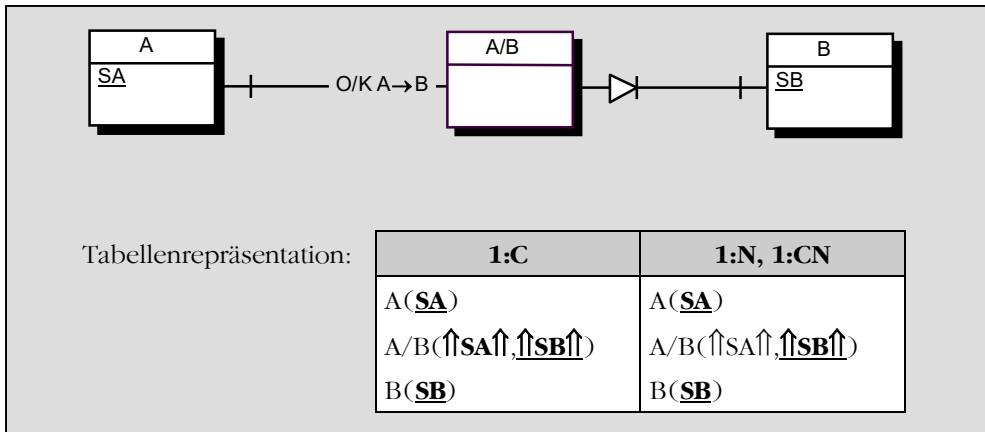 A
A/B
B
SA
O/K A→B
SB
Tabellenrepräsentation:
1:C
1:N, 1:CN
A(SA)
A(SA)
A/B(⇑SA⇑,⇑SB⇑)
A/B(⇑SA⇑,⇑SB⇑)
B(SB)
B(SB)